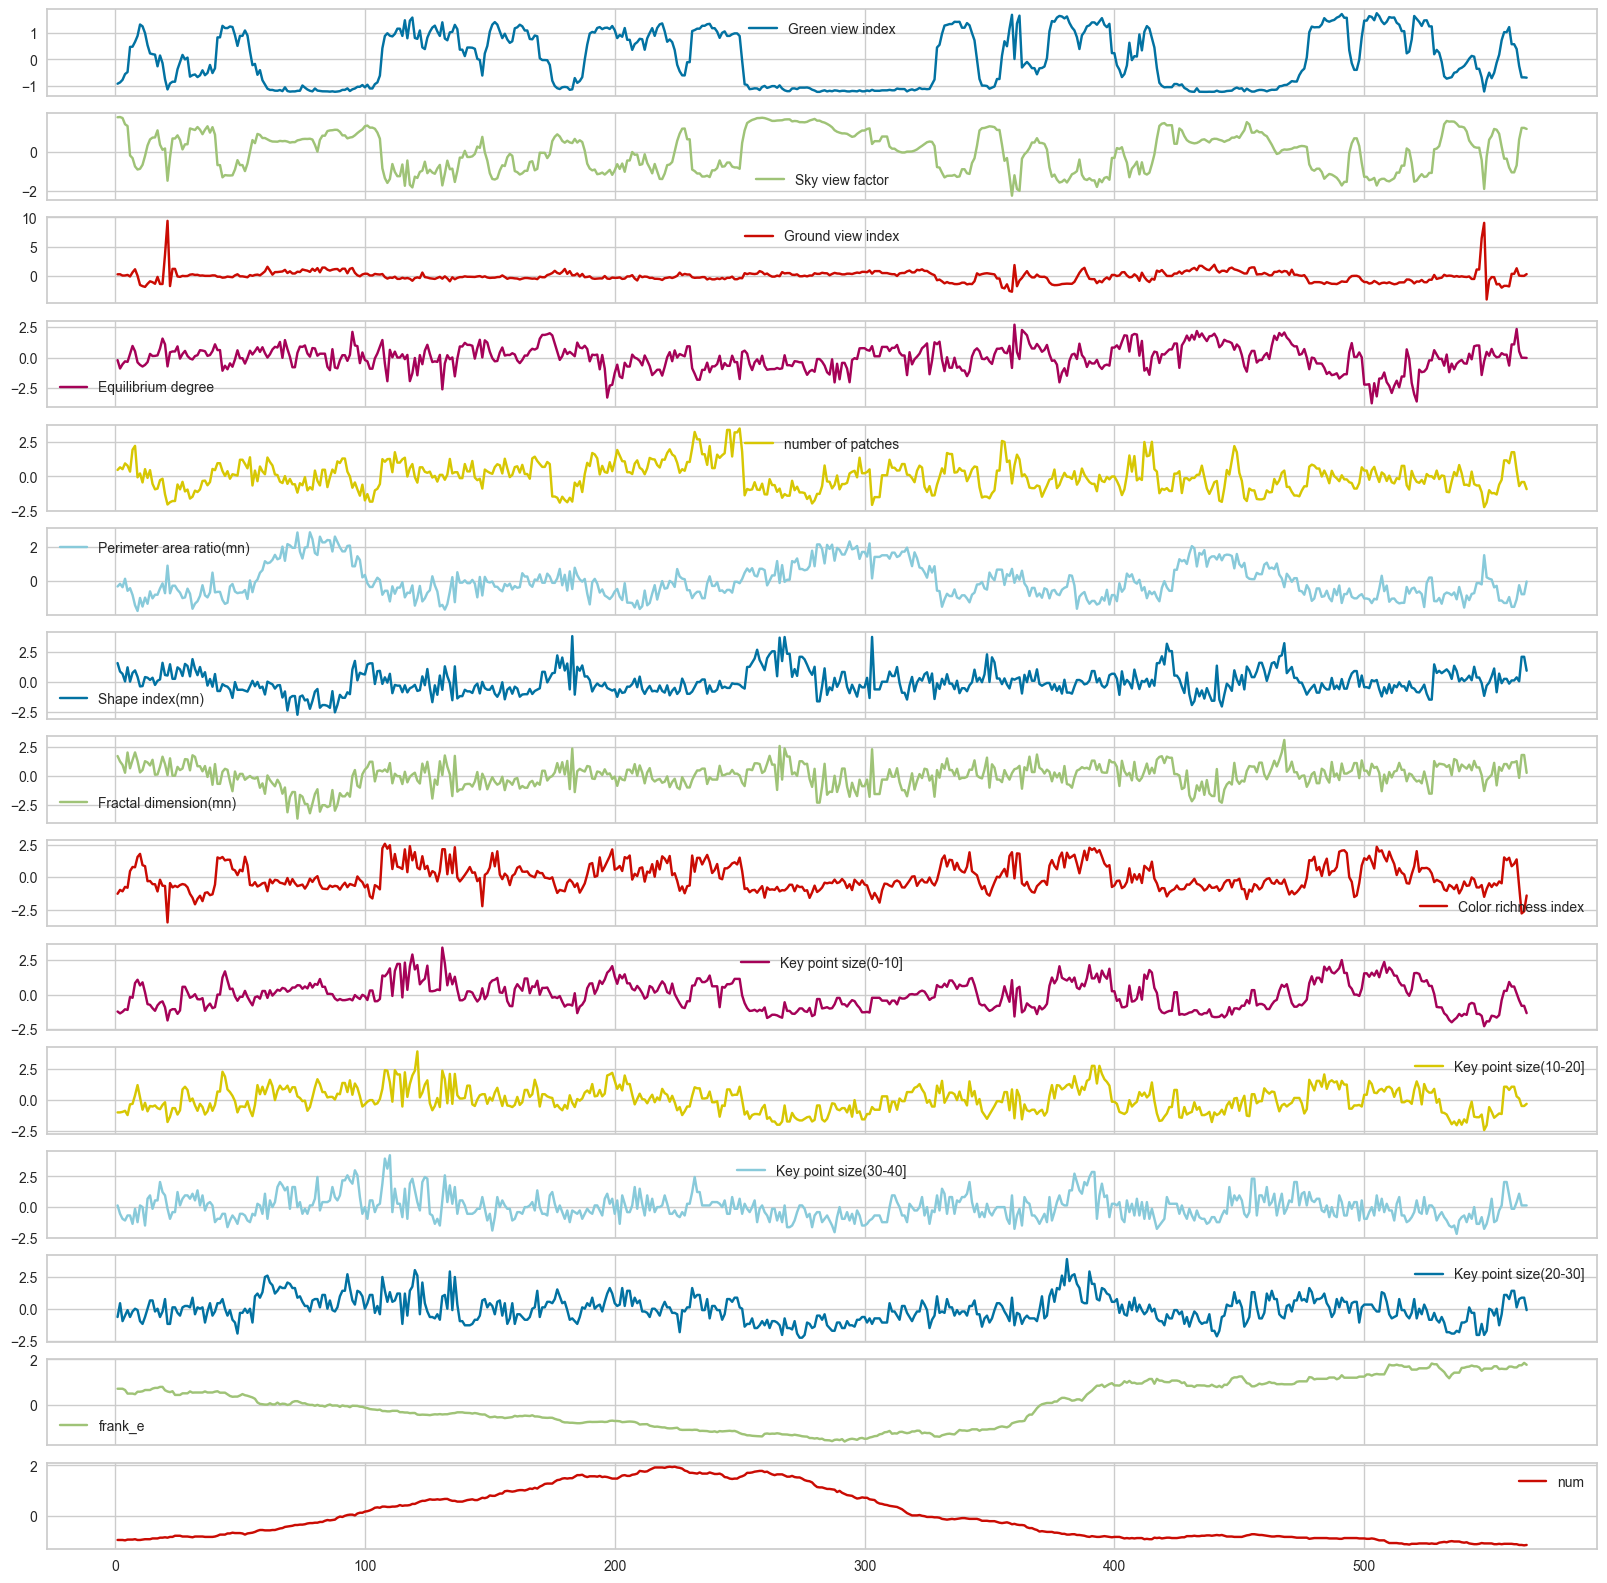 1
0
−1
Green view index
0
−2
Sky view factor
10
5
0
Ground view index
2.5
0.0
−2.5
Equilibrium degree
2.5
0.0
−2.5
number of patches
2
0
Perimeter area ratio(mn)
2.5
0.0
−2.5
Shape index(mn)
2.5
0.0
−2.5
Fractal dimension(mn)
2.5
0.0
−2.5
Color richness index
2.5
0.0
−2.5
Key point size(0-10]
2.5
0.0
−2.5
Key point size(10-20]
2.5
0.0
−2.5
Key point size(30-40]
2.5
0.0
−2.5
Key point size(20-30]
2
0
frank_e
2
0
num
0 100 200 300 400 500